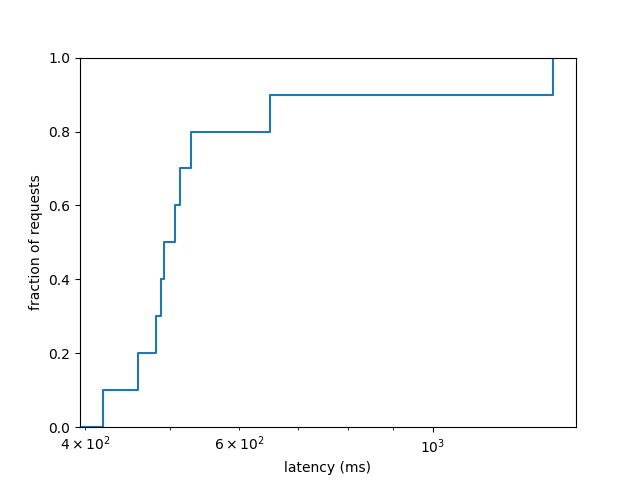 fraction of requests
1.0
0.8
0.6
0.4
0.2
0.0
4 × 10² 6 × 10² 10³
latency (ms)